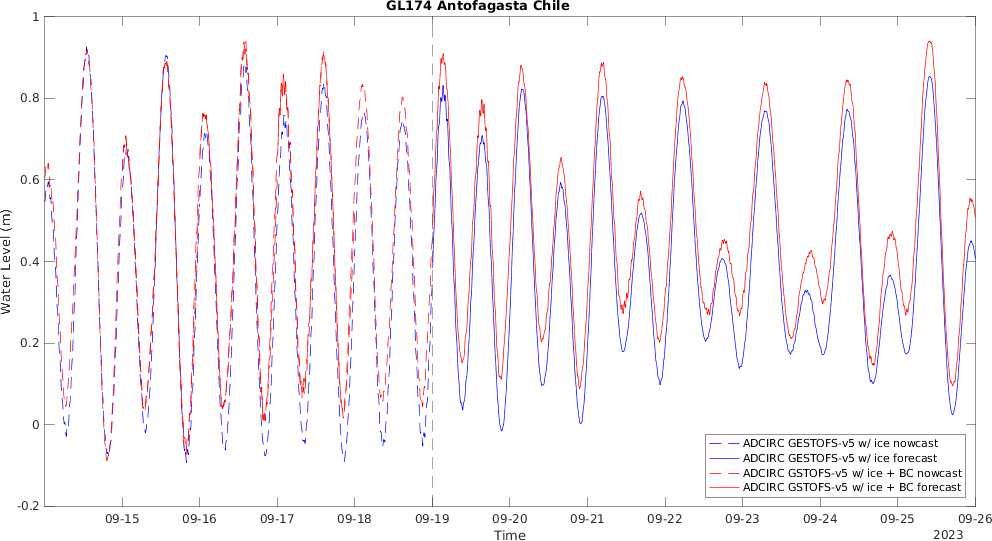 GL174 Antofagasta Chile
1
0.8
0.6
0.4
0.2
0
-0.2
Water Level (m)
ADCIRC GESTOFS-v5 w/ ice nowcast
ADCIRC GESTOFS-v5 w/ ice forecast
ADCIRC GSTOFS-v5 w/ ice + BC nowcast
ADCIRC GSTOFS-v5 w/ ice + BC forecast
09-15 09-16 09-17 09-18 09-19 09-20 09-21 09-22 09-23 09-24 09-25 09-26
Time
2023